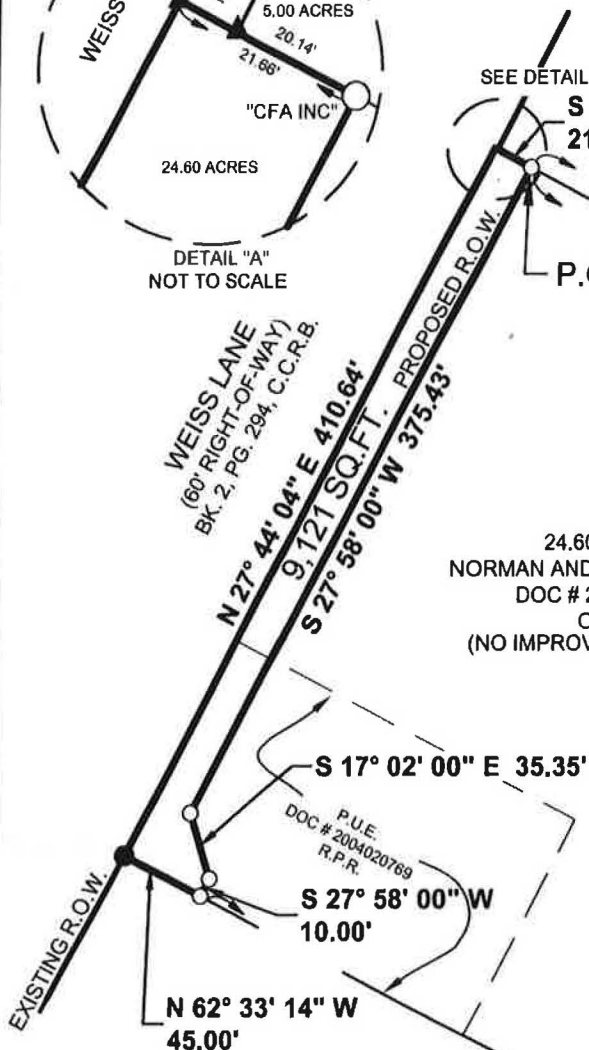 WEISS
5.00 ACRES
20.14'
21.66'
"CFA INC"
24.60 ACRES
DETAIL "A"
NOT TO SCALE
SEE DETAIL
S
21
P.
WEISS LANE
(60' RIGHT-OF-WAY)
BK. 2, PG. 294, C.C.R.B.
N 27° 44' 04" E 410.64'
9,121 SQ.FT. PROPOSED R.O.W.
S 27° 58' 00" W 375.43'
24.60
NORMAN AND
DOC # 2
(NO IMPROV
S 17° 02' 00" E 35.35'
P.U.E.
DOC # 2004020769
R.P.R.
S 27° 58' 00" W
10.00'
EXISTING R.O.W.
N 62° 33' 14" W
45.00'